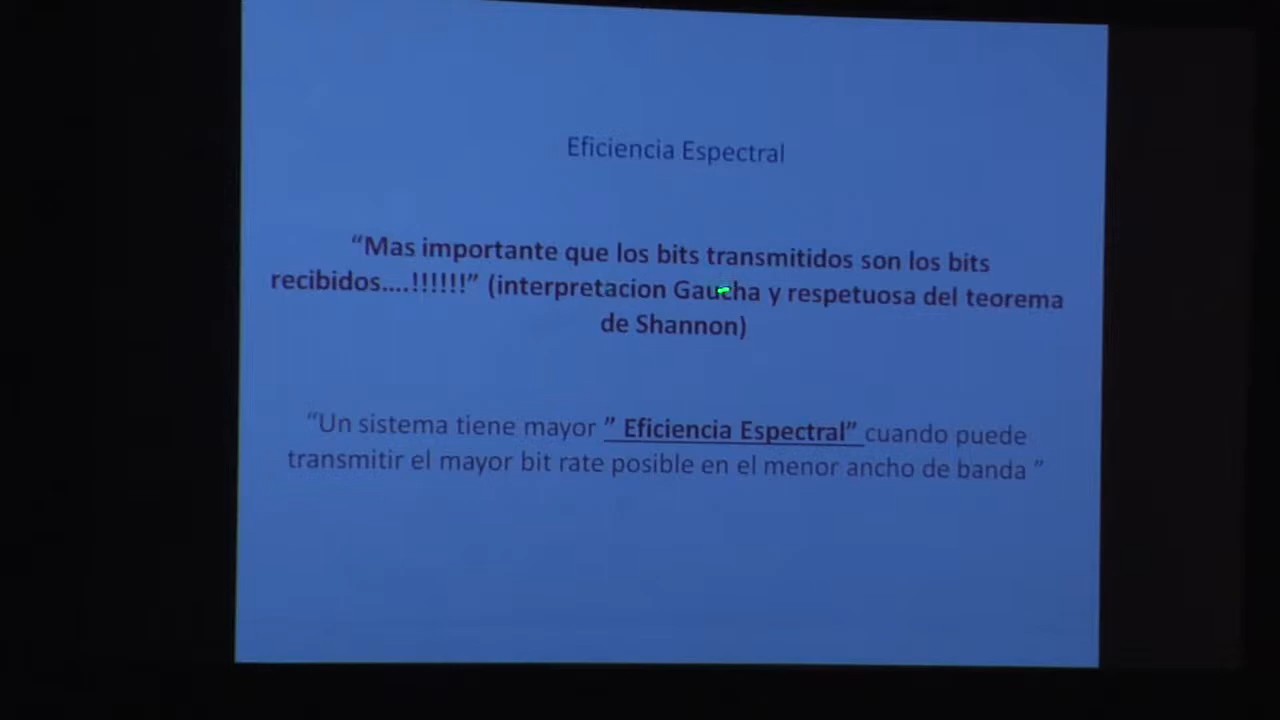 Eficiencia Espectral
“Mas importante que los bits transmitidos son los bits
recibidos....!!!!!!” (interpretacion Gaucha y respetuosa del teorema
de Shannon)
“Un sistema tiene mayor ” Eficiencia Espectral” cuando puede
transmitir el mayor bit rate posible en el menor ancho de banda ”